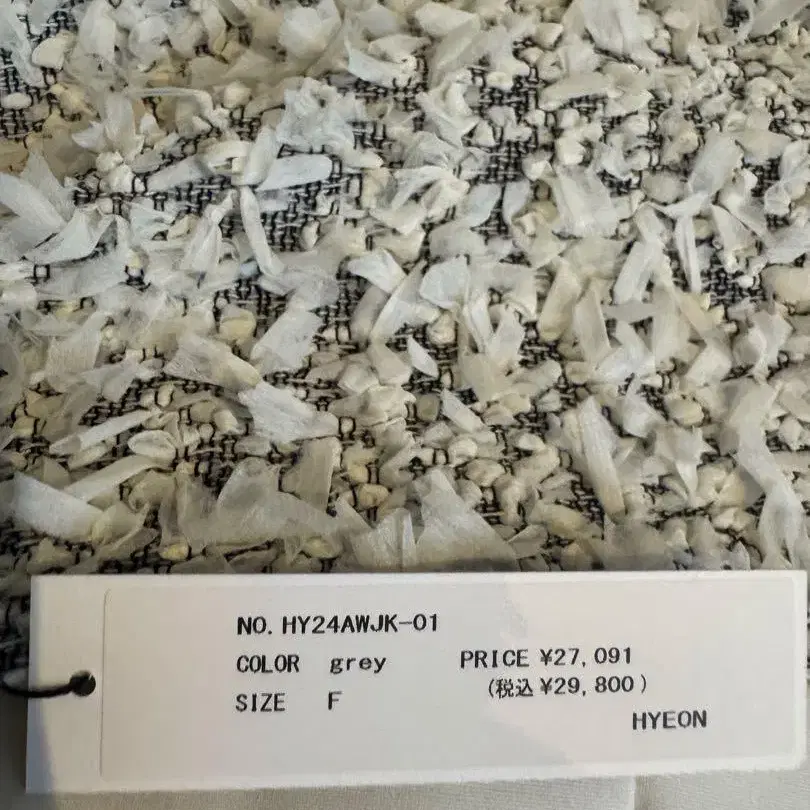 NO. HY24AWJK-01
COLOR grey PRICE ¥27,091
SIZE F (税込 ¥29,800)
HYEON